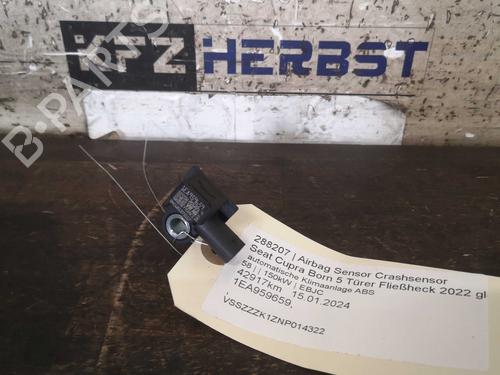 KFZ HERBST
B-PARTS
288207 | Airbag Sensor Crashsensor
Seat Cupra Born 5 Türer Fließheck 2022 gl
automatische Klimaanlage ABS
58 | | 150kW | EBJC
42917km 15.01.2024
1EA959659,
,
VSSZZZK1ZNP014322